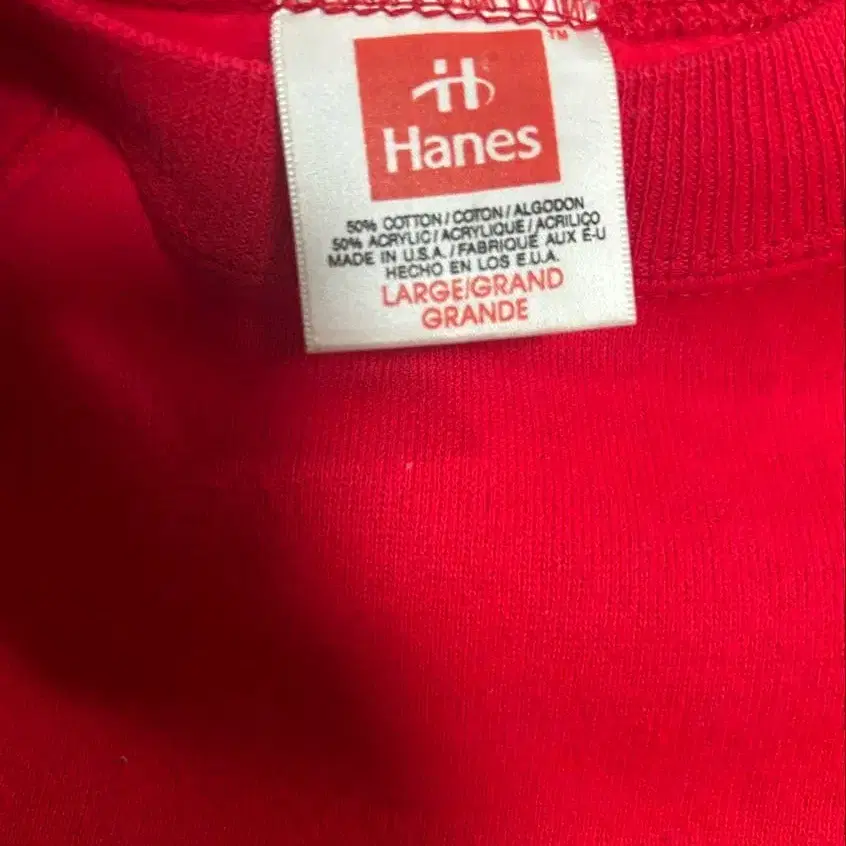 TM
Hanes
50% COTTON/COTON/ALGODON
50% ACRYLIC/ACRYLIQUE/ACRILICO
MADE IN U.S.A./FABRIQUE AUX E-U
HECHO EN LOS E.U.A.
LARGE/GRAND
GRANDE